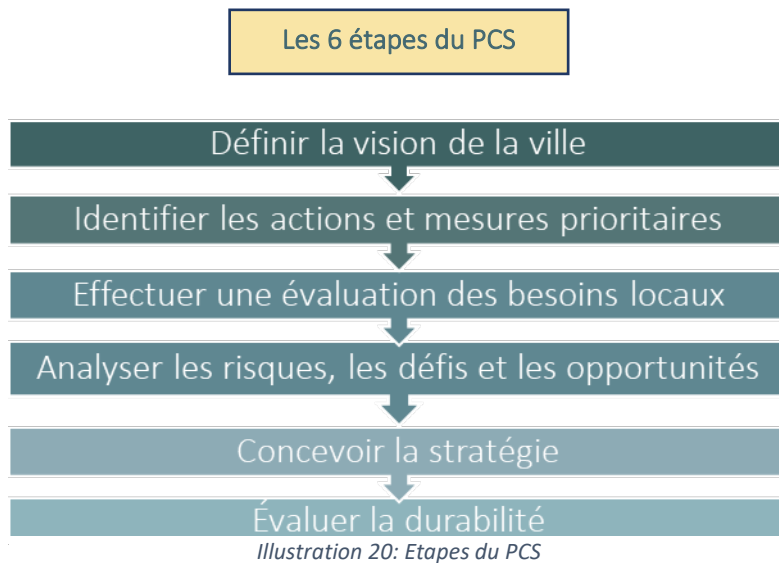 Les 6 étapes du PCS
Définir la vision de la ville
Identifier les actions et mesures prioritaires
Effectuer une évaluation des besoins locaux
Analyser les risques, les défis et les opportunités
Concevoir la stratégie
Évaluer la durabilité
Illustration 20: Etapes du PCS